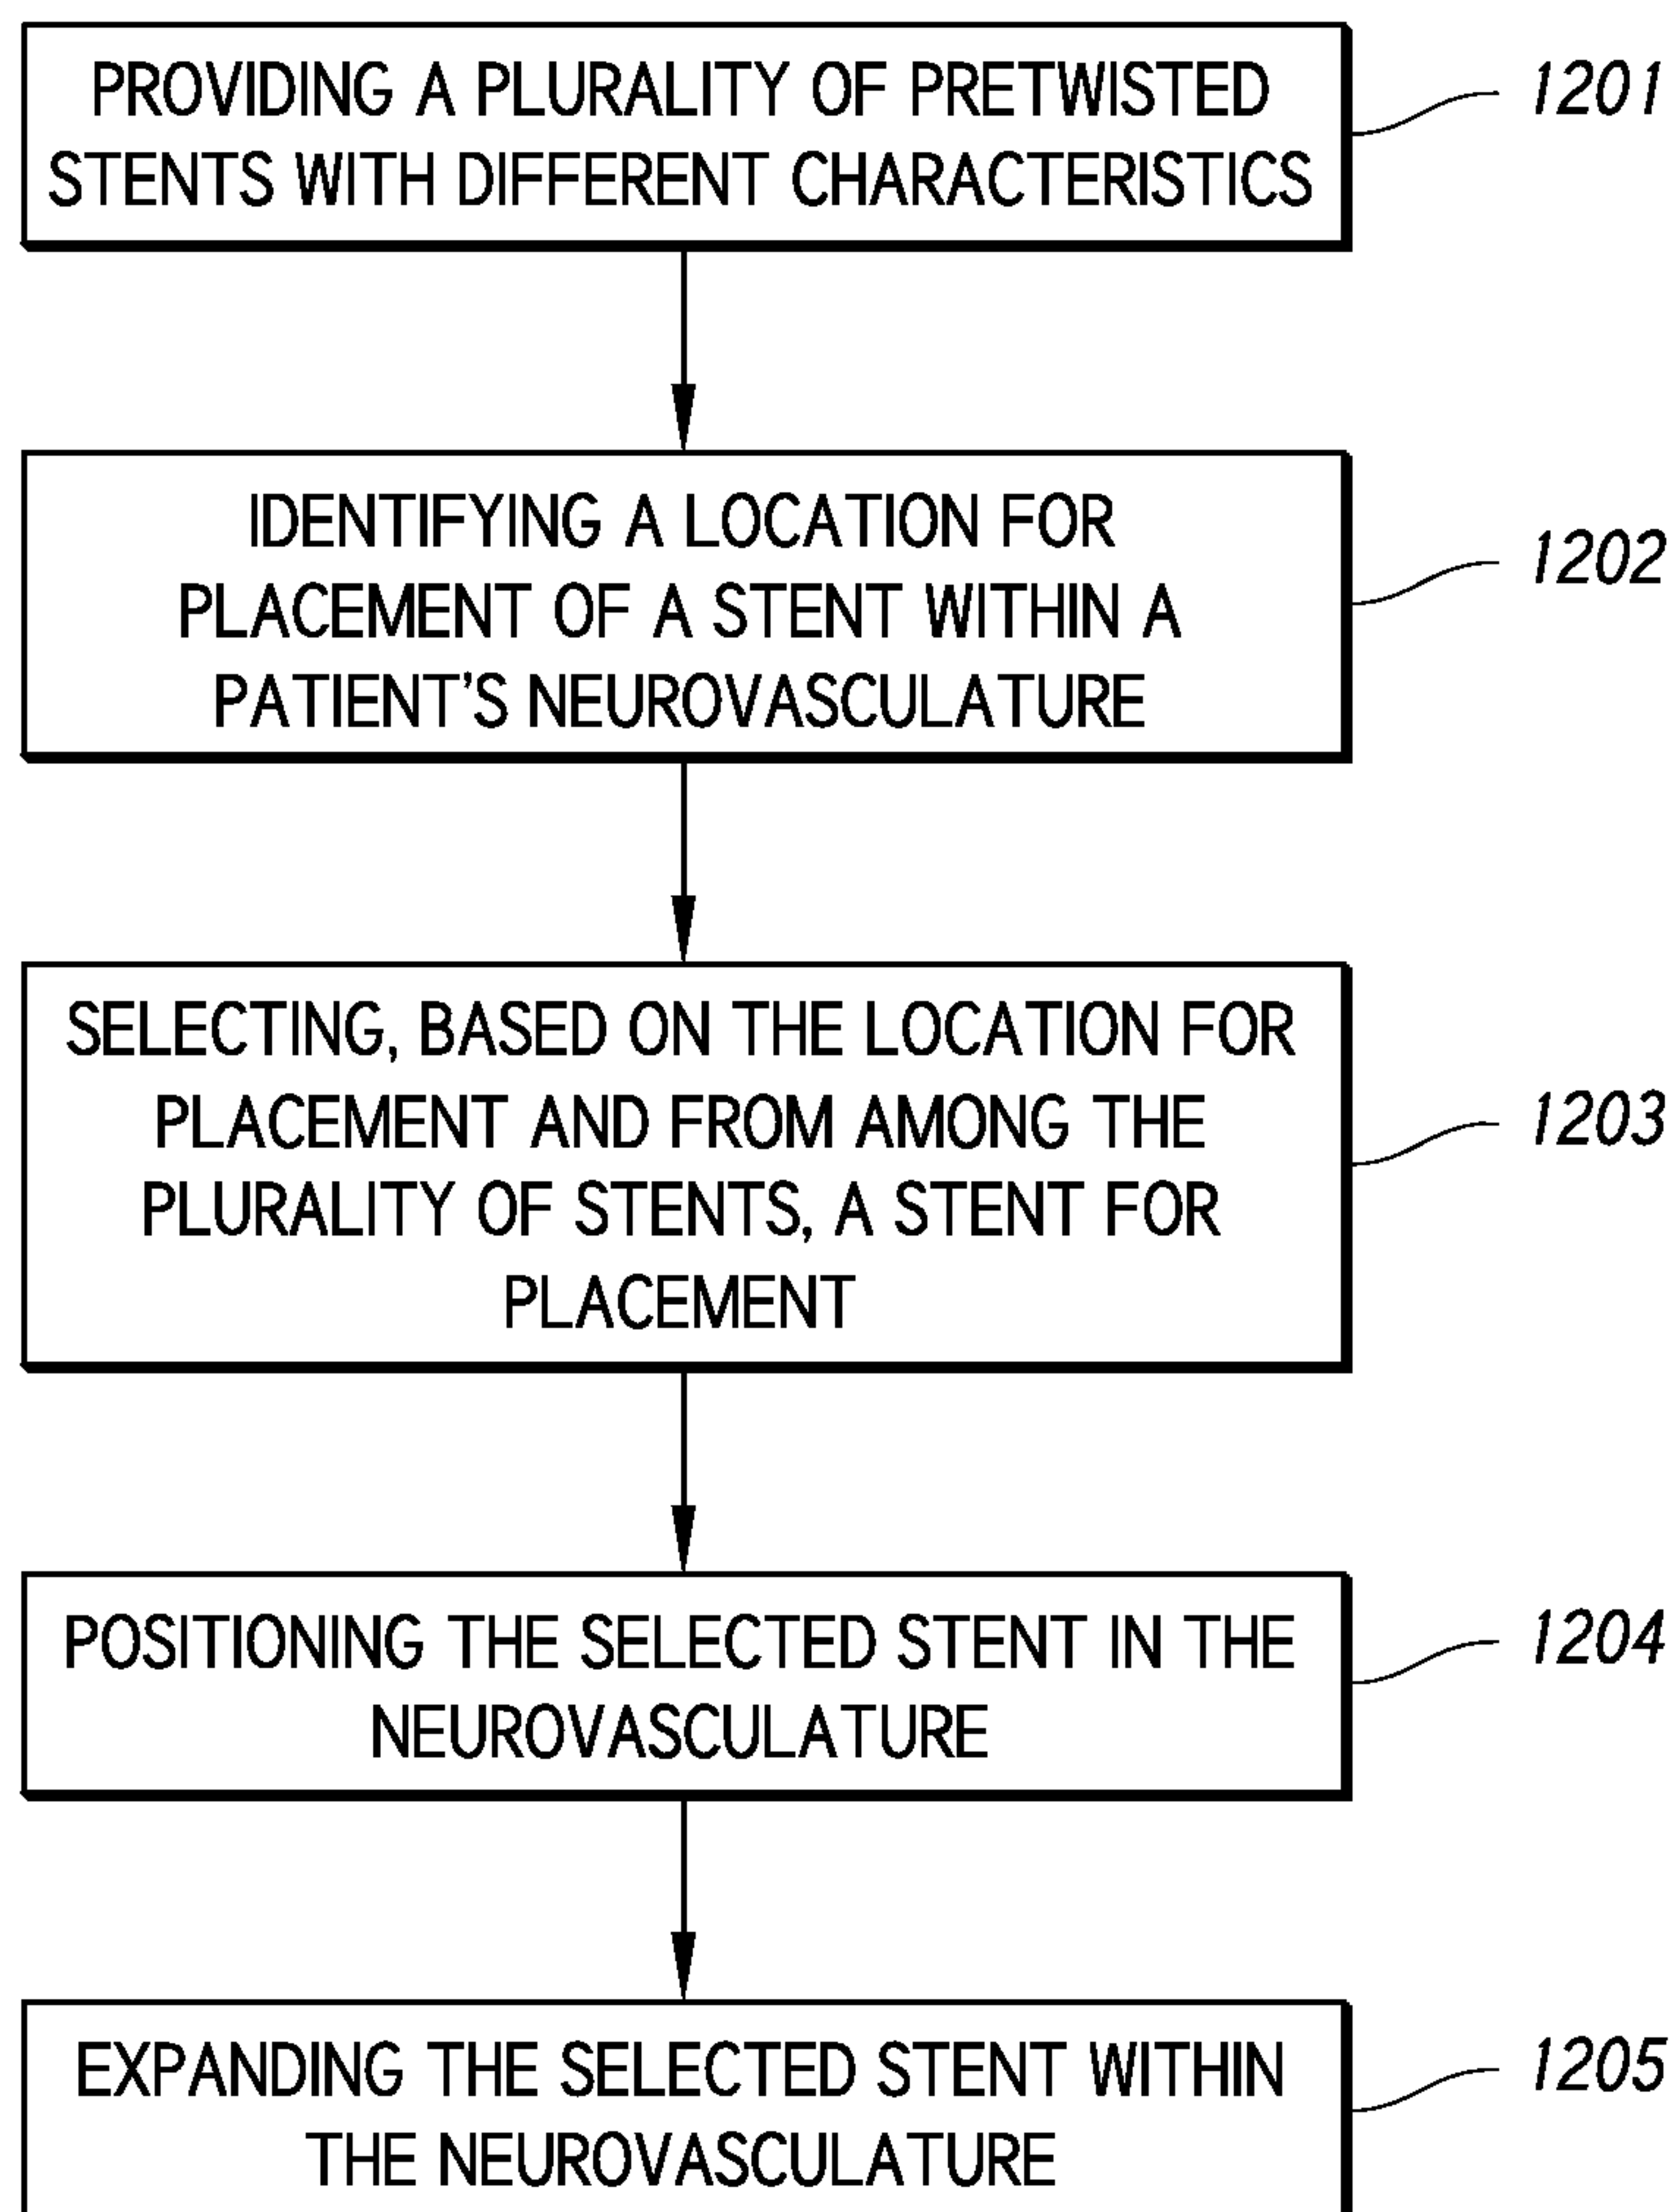 PROVIDING A PLURALITY OF PRETWISTED
STENTS WITH DIFFERENT CHARACTERISTICS
1201
IDENTIFYING A LOCATION FOR
PLACEMENT OF A STENT WITHIN A
PATIENT'S NEUROVASCULATURE
1202
SELECTING, BASED ON THE LOCATION FOR
PLACEMENT AND FROM AMONG THE
PLURALITY OF STENTS, A STENT FOR
PLACEMENT
1203
POSITIONING THE SELECTED STENT IN THE
NEUROVASCULATURE
1204
EXPANDING THE SELECTED STENT WITHIN
THE NEUROVASCULATURE
1205